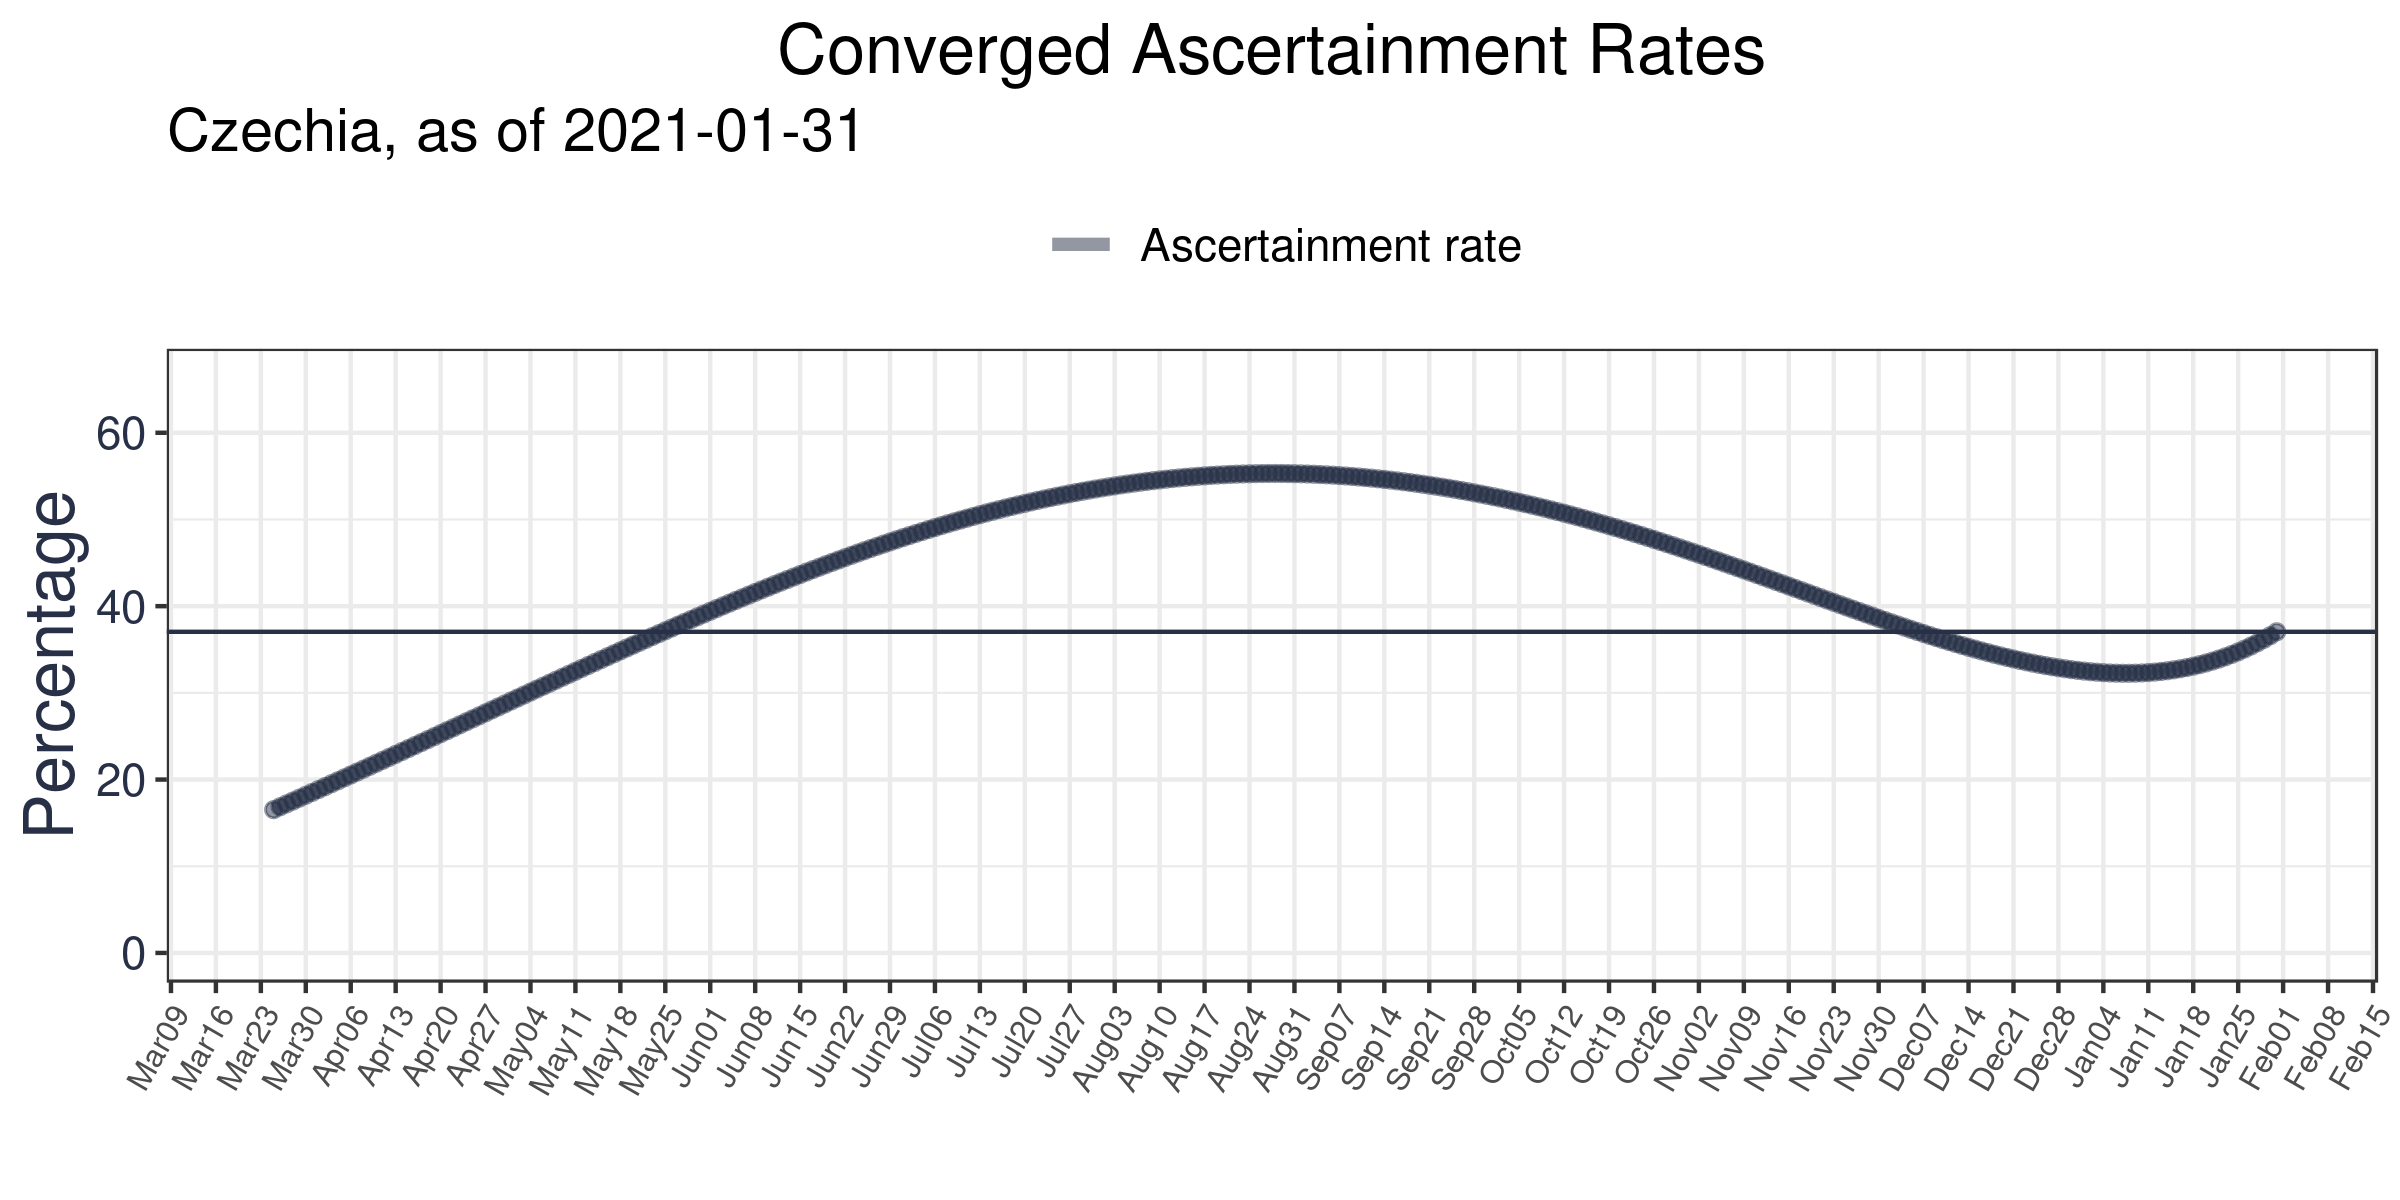 Converged Ascertainment Rates
Czechia, as of 2021-01-31
Ascertainment rate
Percentage
60
40
20
0
Mar09 Mar16 Mar23 Mar30 Apr06 Apr13 Apr20 Apr27 May04 May11 May18 May25 Jun01 Jun08 Jun15 Jun22 Jun29 Jul06 Jul13 Jul20 Jul27 Aug03 Aug10 Aug17 Aug24 Aug31 Sep07 Sep14 Sep21 Sep28 Oct05 Oct12 Oct19 Oct26 Nov02 Nov09 Nov16 Nov23 Nov30 Dec07 Dec14 Dec21 Dec28 Jan04 Jan11 Jan18 Jan25 Feb01 Feb08 Feb15